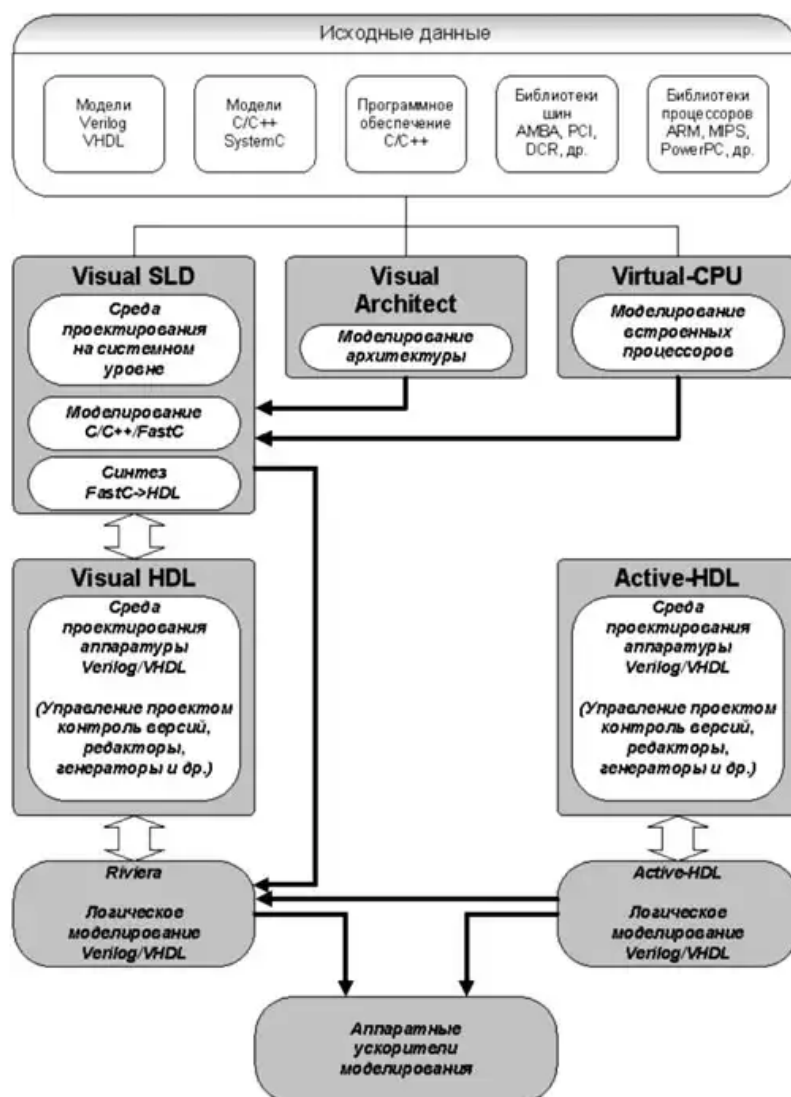 Исходные данные
Модели
Verilog
VHDL
Модели
C/C++
SystemC
Программное
обеспечение
C/C++
Библиотеки
шин
AMBA, PCI,
DCR, др.
Библиотеки
процессоров
ARM, MIPS,
PowerPC, др.
Visual SLD
Среда
проектирования
на системном
уровне
Моделирование
C/C++/FastC
Синтез
FastC->HDL
Visual
Architect
Моделирование
архитектуры
Virtual-CPU
Моделирование
встроенных
процессоров
Visual HDL
Среда
проектирования
аппаратуры
Verilog/VHDL
(Управление проектом
контроль версий,
редакторы,
генераторы и др.)
Active-HDL
Среда
проектирования
аппаратуры
Verilog/VHDL
(Управление проектом
контроль версий,
редакторы,
генераторы и др.)
Riviera
Логическое
моделирование
Verilog/VHDL
Active-HDL
Логическое
моделирование
Verilog/VHDL
Аппаратные
ускорители
моделирования